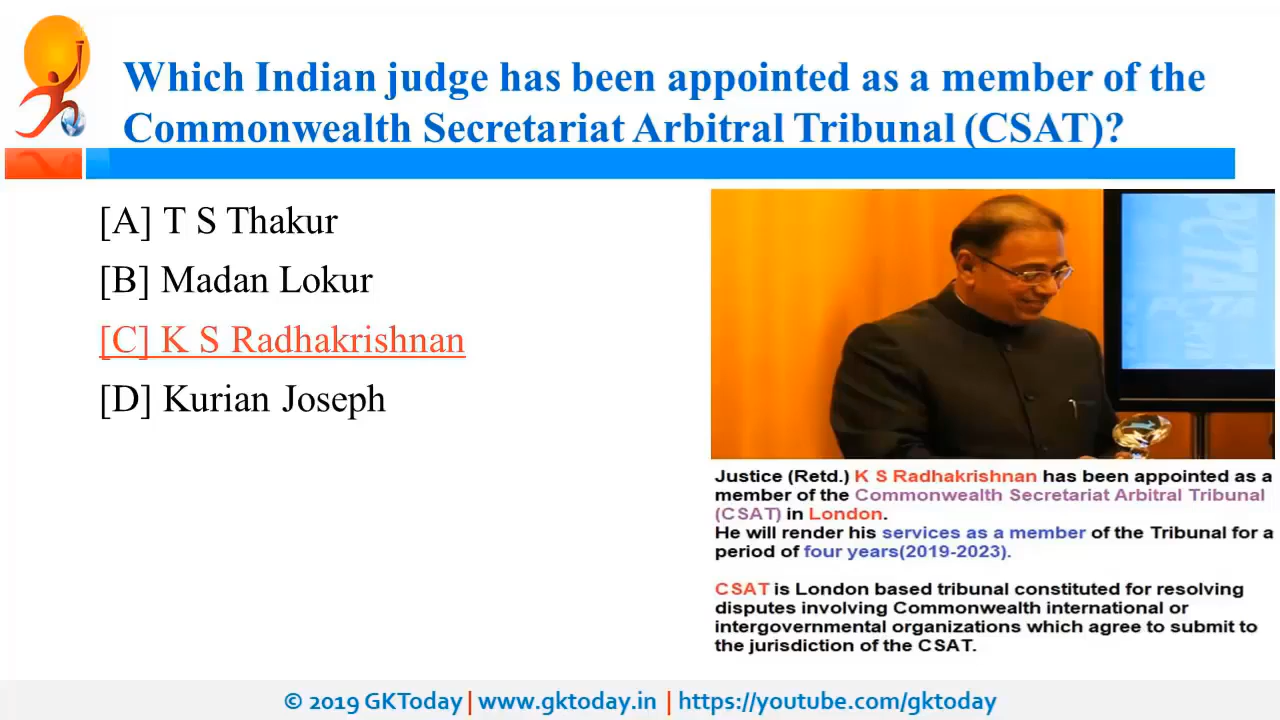 Which Indian judge has been appointed as a member of the
Commonwealth Secretariat Arbitral Tribunal (CSAT)?
[A] T S Thakur
[B] Madan Lokur
[C] K S Radhakrishnan
[D] Kurian Joseph
Justice (Retd.) K S Radhakrishnan has been appointed as a
member of the Commonwealth Secretariat Arbitral Tribunal
(CSAT) in London.
He will render his services as a member of the Tribunal for a
period of four years(2019-2023).
CSAT is London based tribunal constituted for resolving
disputes involving Commonwealth international or
intergovernmental organizations which agree to submit to
the jurisdiction of the CSAT.
© 2019 GKToday | www.gktoday.in | https://youtube.com/gktoday